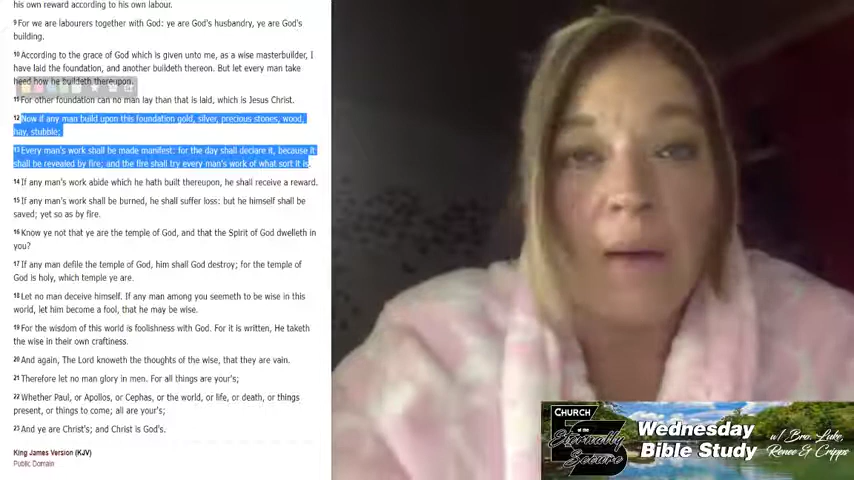 his own reward according to his own labour.
9 For we are labourers together with God: ye are God's husbandry, ye are God's
building.
10 According to the grace of God which is given unto me, as a wise masterbuilder, I
have laid the foundation, and another buildeth thereon. But let every man take
heed how he buildeth thereupon.
11 For other foundation can no man lay than that is laid, which is Jesus Christ.
12 Now if any man build upon this foundation gold, silver, precious stones, wood,
hay, stubble;
13 Every man's work shall be made manifest: for the day shall declare it, because it
shall be revealed by fire; and the fire shall try every man's work of what sort it is.
14 If any man's work abide which he hath built thereupon, he shall receive a reward.
15 If any man's work shall be burned, he shall suffer loss: but he himself shall be
saved; yet so as by fire.
16 Know ye not that ye are the temple of God, and that the Spirit of God dwelleth in
you?
17 If any man defile the temple of God, him shall God destroy; for the temple of
God is holy, which temple ye are.
18 Let no man deceive himself. If any man among you seemeth to be wise in this
world, let him become a fool, that he may be wise.
19 For the wisdom of this world is foolishness with God. For it is written, He taketh
the wise in their own craftiness.
20 And again, The Lord knoweth the thoughts of the wise, that they are vain.
21 Therefore let no man glory in men. For all things are your's;
22 Whether Paul, or Apollos, or Cephas, or the world, or life, or death, or things
present, or things to come; all are your's;
23 And ye are Christ's; and Christ is God's.
King James Version (KJV)
Public Domain
CHURCH
of the
Eternally
Secure
Wednesday
Bible Study
w/ Bro. Luke,
Renee & Cripps